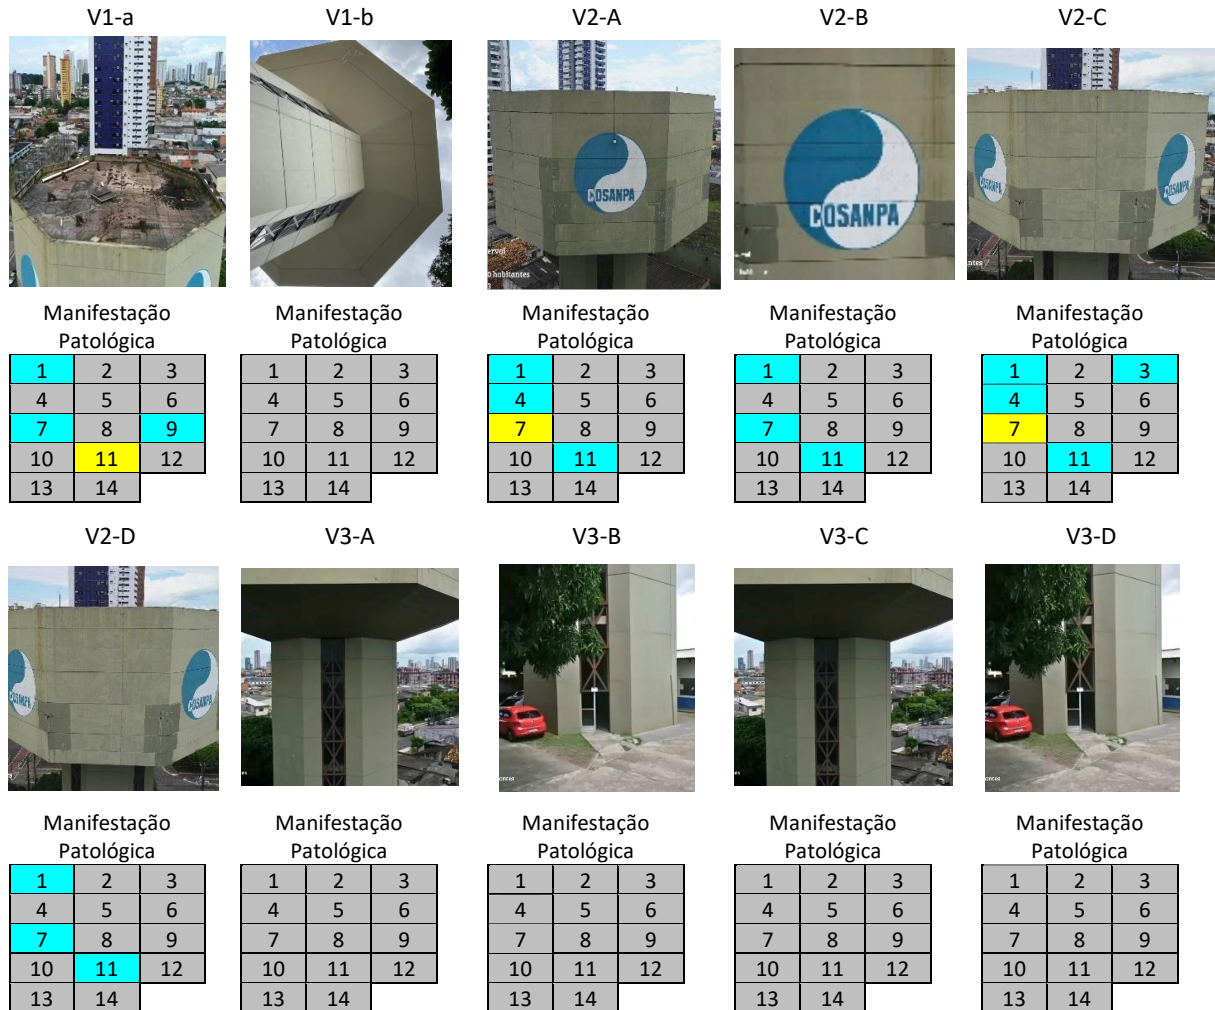 V1-a V1-b V2-A V2-B V2-C
COSANPA
rvol
0 habitantes
COSANPA
COSANPA
COSANPA
ntes
Manifestação Manifestação Manifestação Manifestação Manifestação
Patológica Patológica Patológica Patológica Patológica
1 2 3 1 2 3 1 2 3 1 2 3 1 2 3
4 5 6 4 5 6 4 5 6 4 5 6 4 5 6
7 8 9 7 8 9 7 8 9 7 8 9 7 8 9
10 11 12 10 11 12 10 11 12 10 11 12 10 11 12
13 14 13 14 13 14 13 14 13 14
V2-D V3-A V3-B V3-C V3-D
COSANPA
COSANPA
antes
ntes
Manifestação Manifestação Manifestação Manifestação Manifestação
Patológica Patológica Patológica Patológica Patológica
1 2 3 1 2 3 1 2 3 1 2 3 1 2 3
4 5 6 4 5 6 4 5 6 4 5 6 4 5 6
7 8 9 7 8 9 7 8 9 7 8 9 7 8 9
10 11 12 10 11 12 10 11 12 10 11 12 10 11 12
13 14 13 14 13 14 13 14 13 14